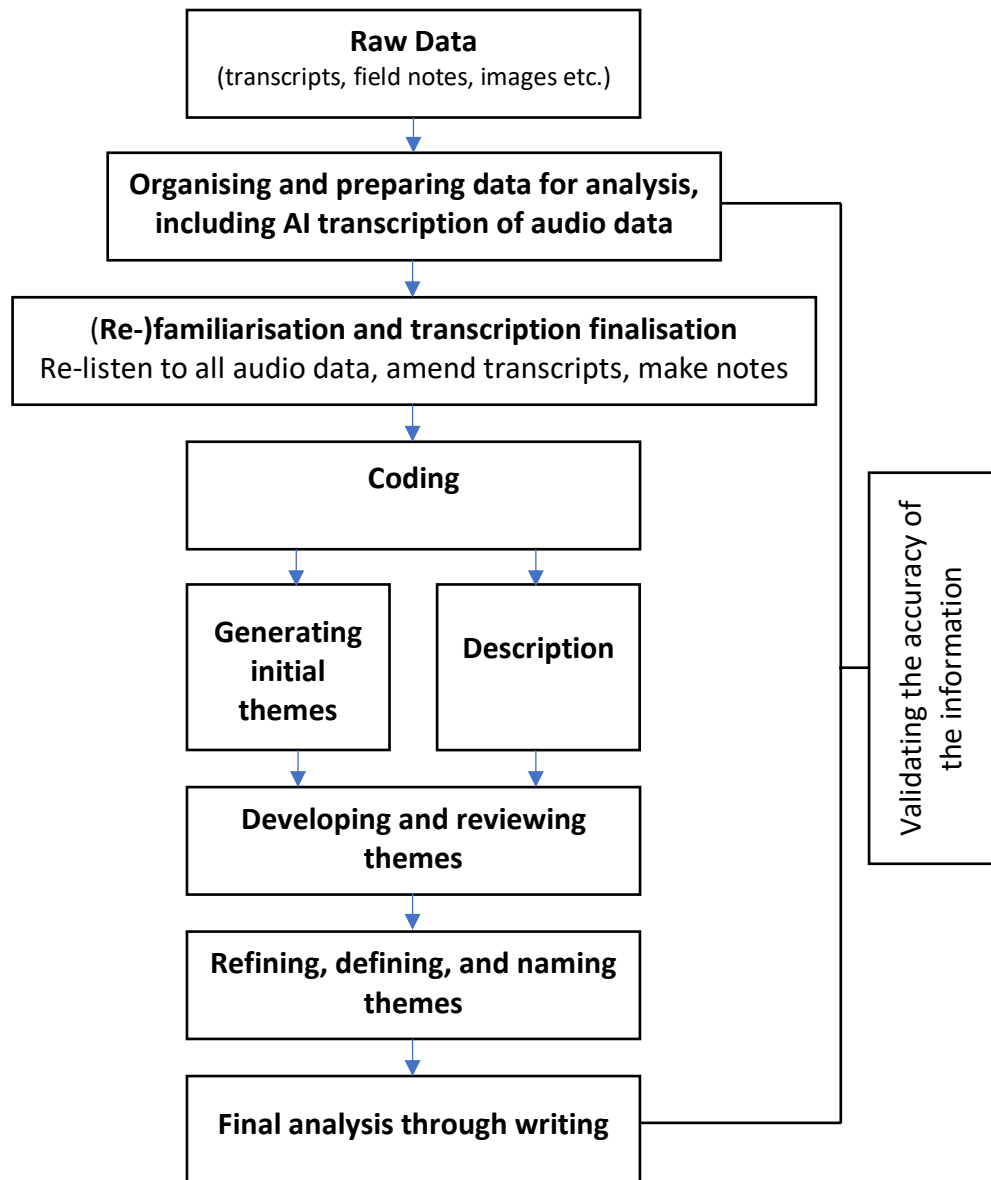 Raw Data
(transcripts, field notes, images etc.)
Organising and preparing data for analysis,
including AI transcription of audio data
(Re-)familiarisation and transcription finalisation
Re-listen to all audio data, amend transcripts, make notes
Coding
Generating
initial
themes
Description
Developing and reviewing
themes
Refining, defining, and naming
themes
Final analysis through writing
Validating the accuracy of
the information